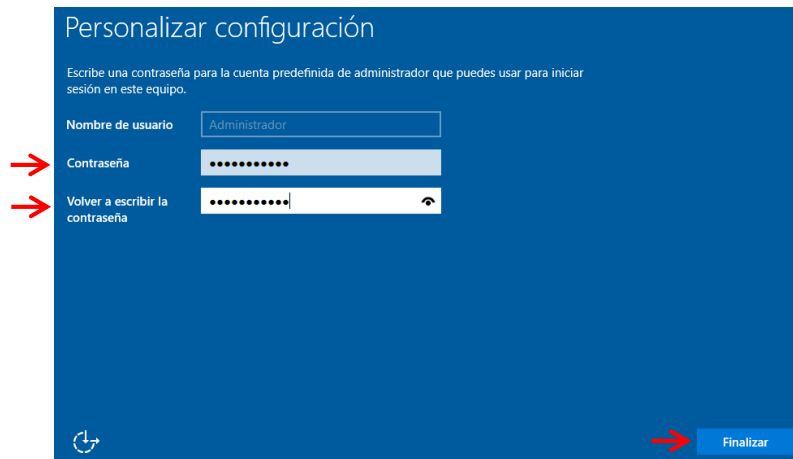 Personalizar configuración
Escribe una contraseña para la cuenta predefinida de administrador que puedes usar para iniciar
sesión en este equipo.
Nombre de usuario
Administrador
Contraseña
•••••••••••
Volver a escribir la
contraseña
•••••••••••
Finalizar